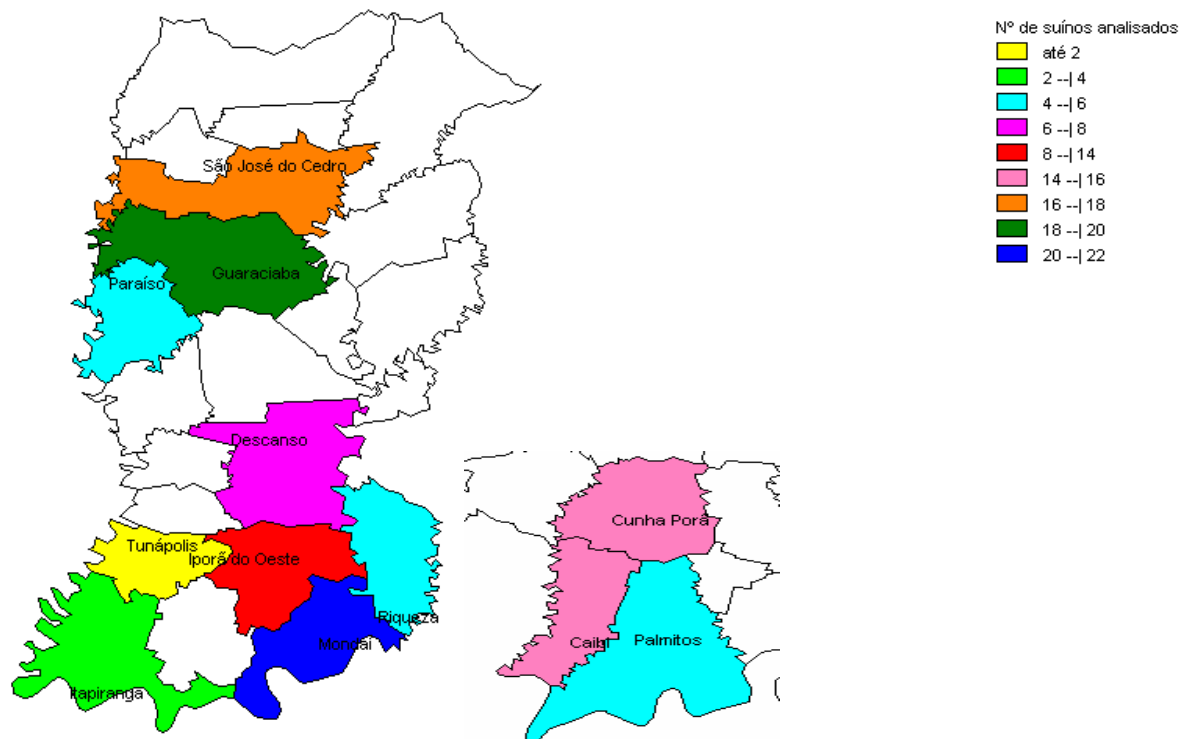 Nº de suínos analisados
até 2
2 --| 4
4 --| 6
6 --| 8
8 --| 14
14 --| 16
16 --| 18
18 --| 20
20 --| 22
São José do Cedro
Guaraciaba
Paraíso
Descanso
Tunápolis
Iporã do Oeste
Riqueza
Mondaí
Itapiranga
Cunha Porã
Caibi
Palmitos